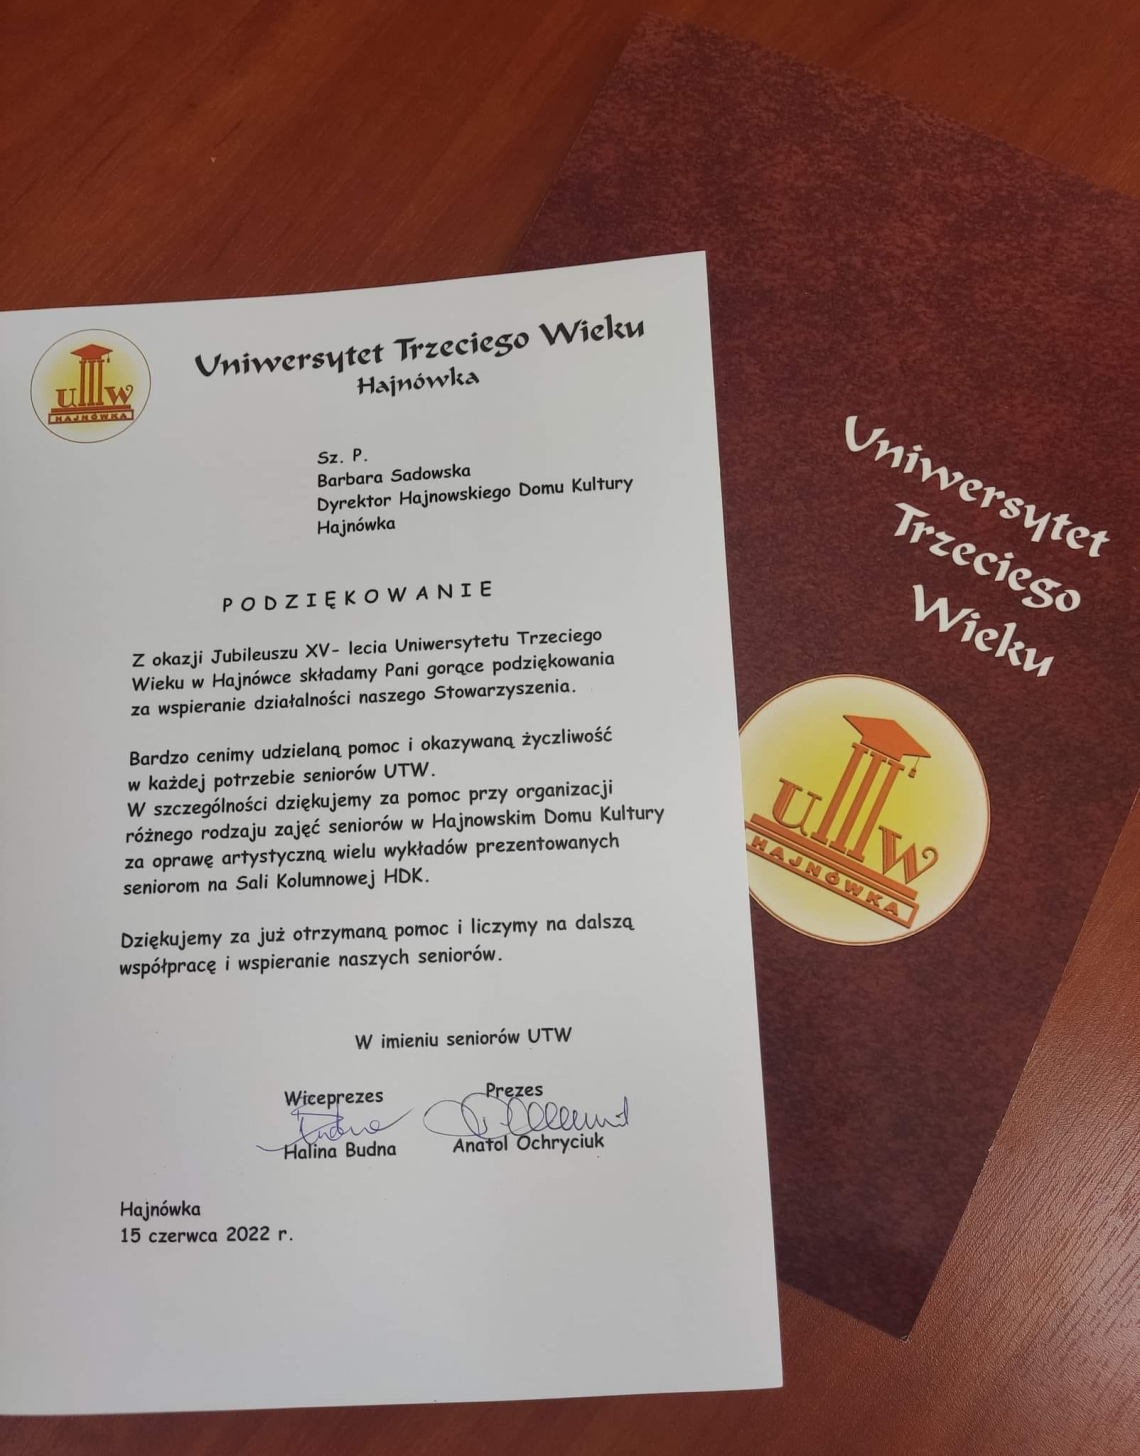 UTW
HAJNÓWKA
Uniwersytet Trzeciego Wieku
Hajnówka
Sz. P.
Barbara Sadowska
Dyrektor Hajnowskiego Domu Kultury
Hajnówka
PODZIĘKOWANIE
Z okazji Jubileuszu XV- lecia Uniwersytetu Trzeciego
Wieku w Hajnówce składamy Pani gorące podziękowania
za wspieranie działalności naszego Stowarzyszenia.
Bardzo cenimy udzielaną pomoc i okazywaną życzliwość
w każdej potrzebie seniorów UTW.
W szczególności dziękujemy za pomoc przy organizacji
różnego rodzaju zajęć seniorów w Hajnowskim Domu Kultury
za oprawę artystyczną wielu wykładów prezentowanych
seniorom na Sali Kolumnowej HDK.
Dziękujemy za już otrzymaną pomoc i liczymy na dalszą
współpracę i wspieranie naszych seniorów.
W imieniu seniorów UTW
Wiceprezes Prezes
Halina Budna Anatol Ochryciuk
Hajnówka
15 czerwca 2022 r.
Uniwersytet
Trzeciego
Wieku
UTW
HAJNÓWKA